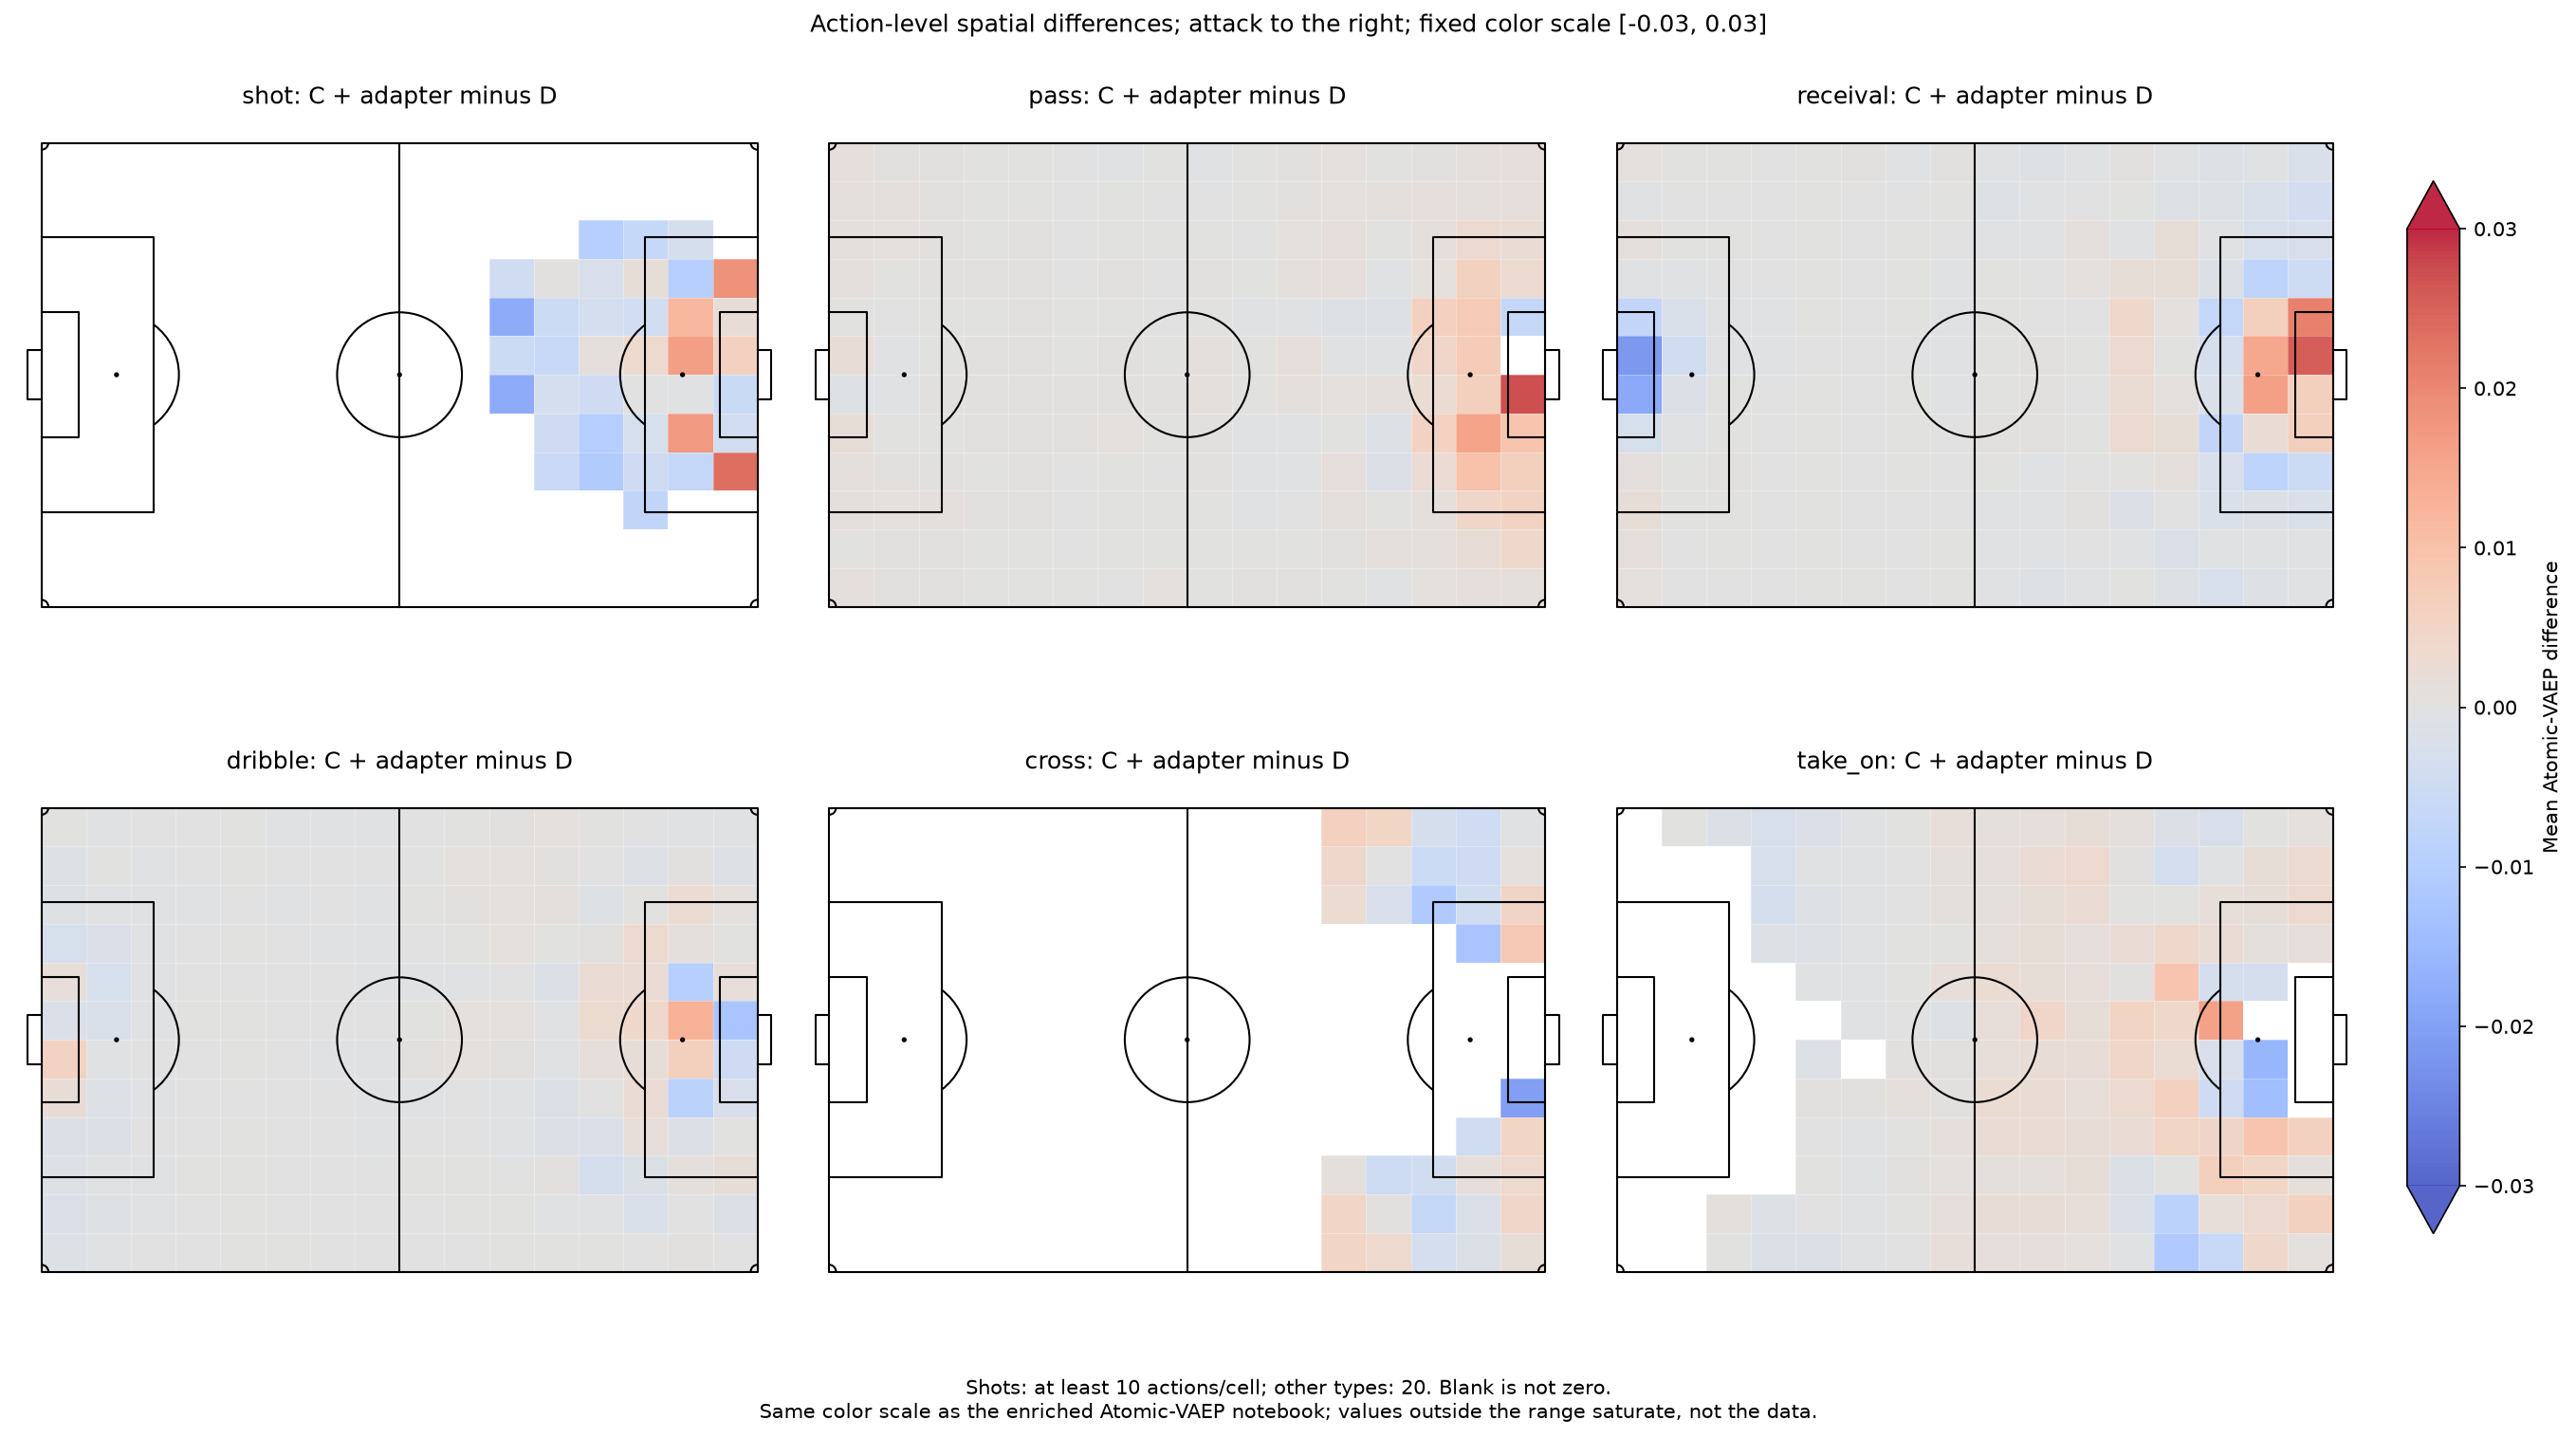 Action-level spatial differences; attack to the right; fixed color scale [-0.03, 0.03]
shot: C + adapter minus D
pass: C + adapter minus D
receival: C + adapter minus D
dribble: C + adapter minus D
cross: C + adapter minus D
take_on: C + adapter minus D
0.03
0.02
0.01
0.00
−0.01
−0.02
−0.03
Mean Atomic-VAEP difference
Shots: at least 10 actions/cell; other types: 20. Blank is not zero.
Same color scale as the enriched Atomic-VAEP notebook; values outside the range saturate, not the data.